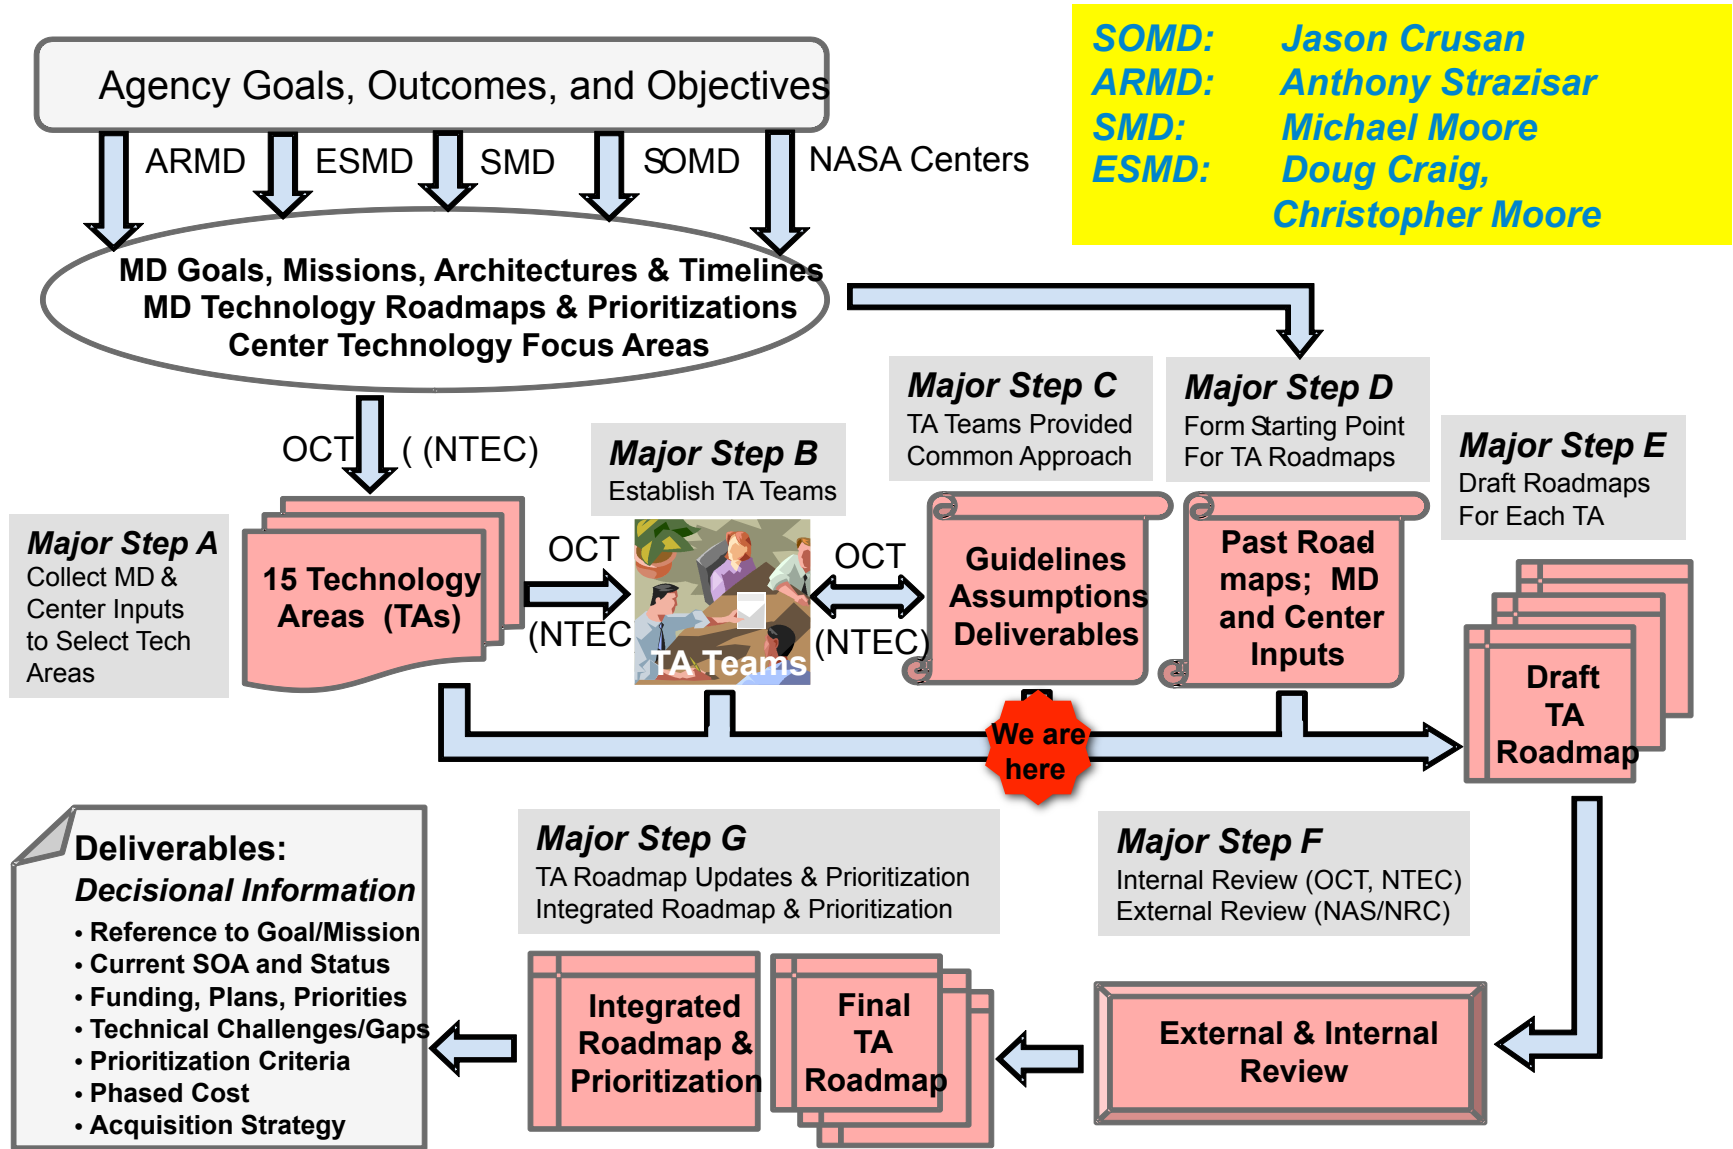 Agency Goals, Outcomes, and Objectives
SOMD: Jason Crusan
ARMD: Anthony Strazisar
SMD: Michael Moore
ESMD: Doug Craig,
Christopher Moore
ARMD
ESMD
SMD
SOMD
NASA Centers
MD Goals, Missions, Architectures & Timelines
MD Technology Roadmaps & Prioritizations
Center Technology Focus Areas
OCT ( (NTEC)
Major Step A
Collect MD &
Center Inputs
to Select Tech
Areas
15 Technology
Areas (TAs)
OCT
(NTEC
Major Step B
Establish TA Teams
TA Teams
OCT
(NTEC)
Major Step C
TA Teams Provided
Common Approach
Guidelines
Assumptions
Deliverables
Major Step D
Form Starting Point
For TA Roadmaps
Past Road-
maps; MD
and Center
Inputs
Major Step E
Draft Roadmaps
For Each TA
Draft
TA
Roadmap
We are
here
Major Step F
Internal Review (OCT, NTEC)
External Review (NAS/NRC)
External & Internal
Review
Major Step G
TA Roadmap Updates & Prioritization
Integrated Roadmap & Prioritization
Final
TA
Roadmap
Integrated
Roadmap &
Prioritization
Deliverables:
Decisional Information
• Reference to Goal/Mission
• Current SOA and Status
• Funding, Plans, Priorities
• Technical Challenges/Gaps
• Prioritization Criteria
• Phased Cost
• Acquisition Strategy